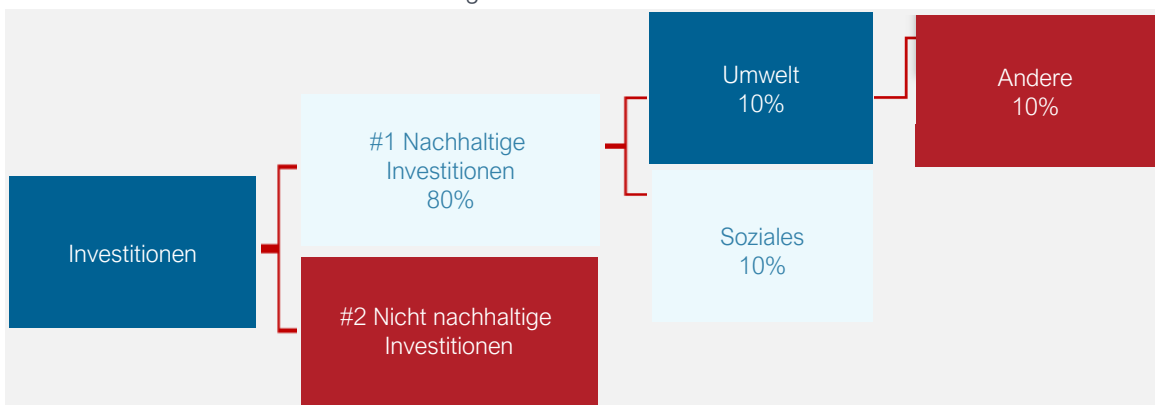 Investitionen
#1 Nachhaltige
Investitionen
80%
#2 Nicht nachhaltige
Investitionen
Umwelt
10%
Soziales
10%
Andere
10%